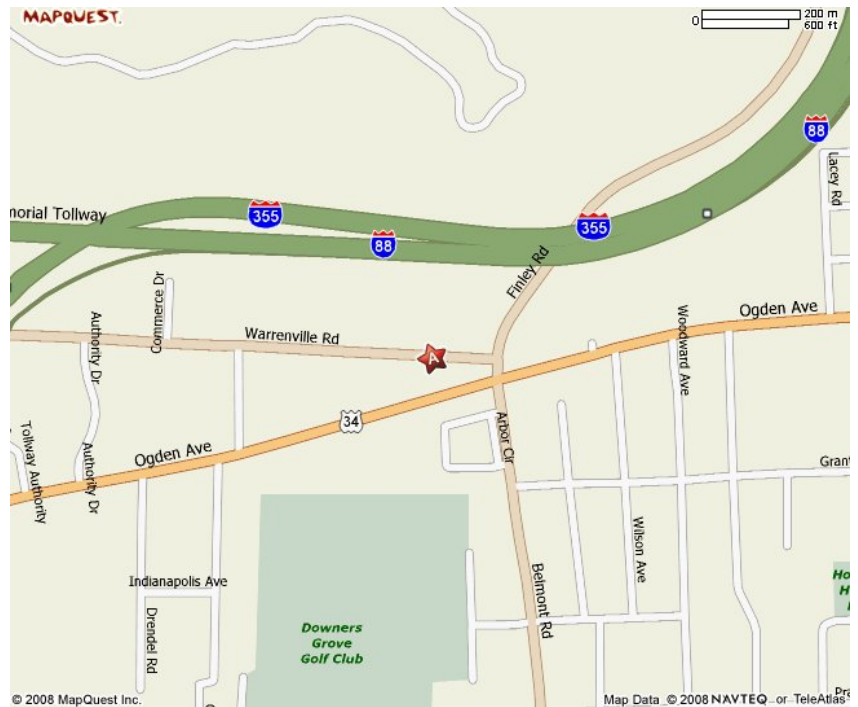 MAPQUEST.
0
200 m
600 ft
88
Lacey Rd
morial Tollway
355
355
88
Finley Rd
Commerce Dr
Authority Dr
Warrenville Rd
Woodward Ave
Ogden Ave
A
34
Arbor Cir
Ogden Ave
Tollway Authority
Authority Dr
Grant
Wilson Ave
Indianapolis Ave
Drendel Rd
Belmont Rd
Downers
Grove
Golf Club
Ho
H
© 2008 MapQuest Inc.
Map Data © 2008 NAVTEQ or TeleAtlas
Pra